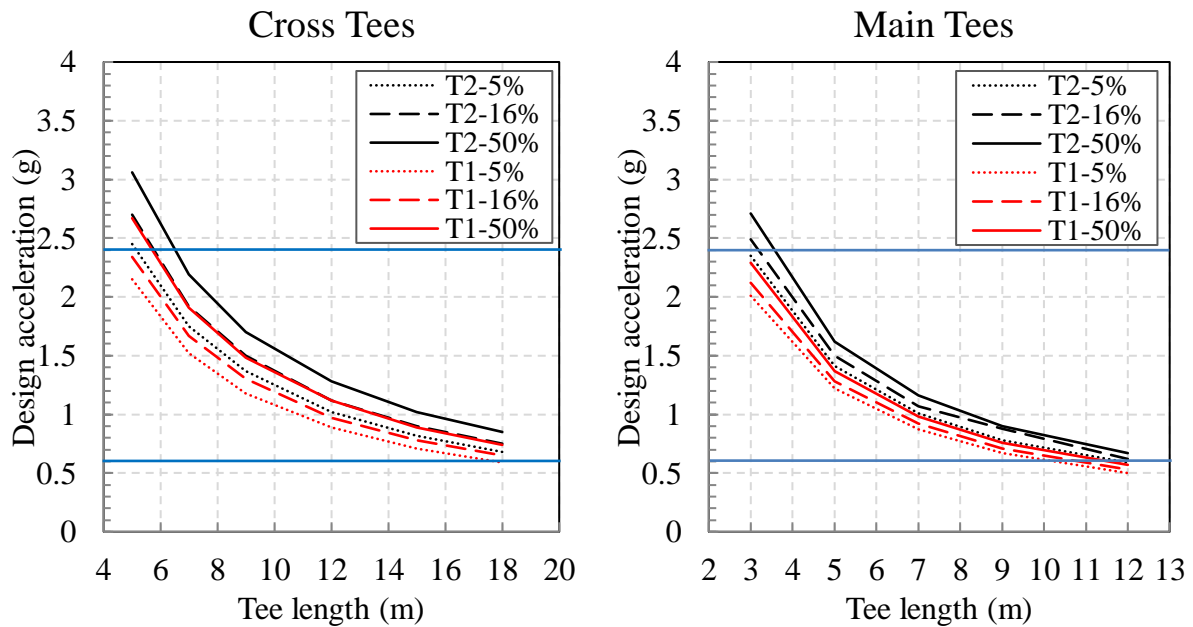 Cross Tees
Design acceleration (g)
4
3.5
3
2.5
2
1.5
1
0.5
0
T2-5%
T2-16%
T2-50%
T1-5%
T1-16%
T1-50%
4 6 8 10 12 14 16 18 20
Tee length (m)
Main Tees
Design acceleration (g)
4
3.5
3
2.5
2
1.5
1
0.5
0
T2-5%
T2-16%
T2-50%
T1-5%
T1-16%
T1-50%
2 3 4 5 6 7 8 9 10 11 12 13
Tee length (m)